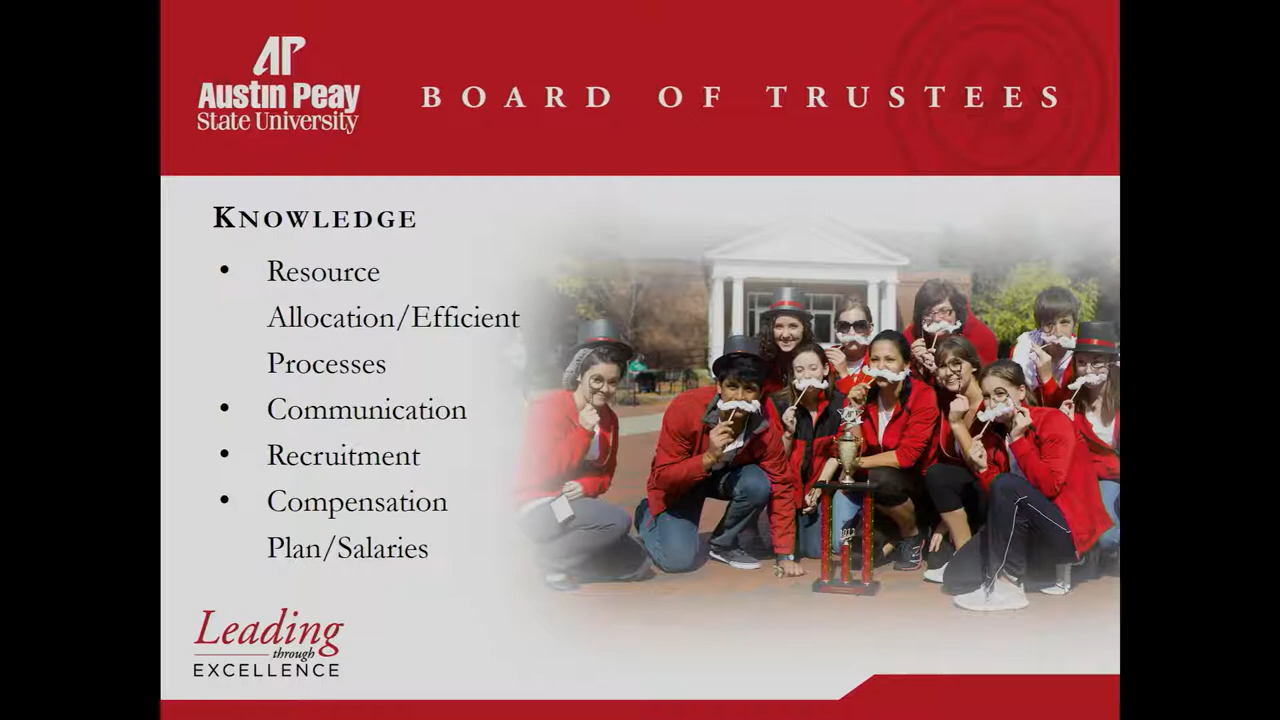 AP
Austin Peay
State University
BOARD OF TRUSTEES
KNOWLEDGE
• Resource
Allocation/Efficient
Processes
• Communication
• Recruitment
• Compensation
Plan/Salaries
2012
Leading
through
EXCELLENCE